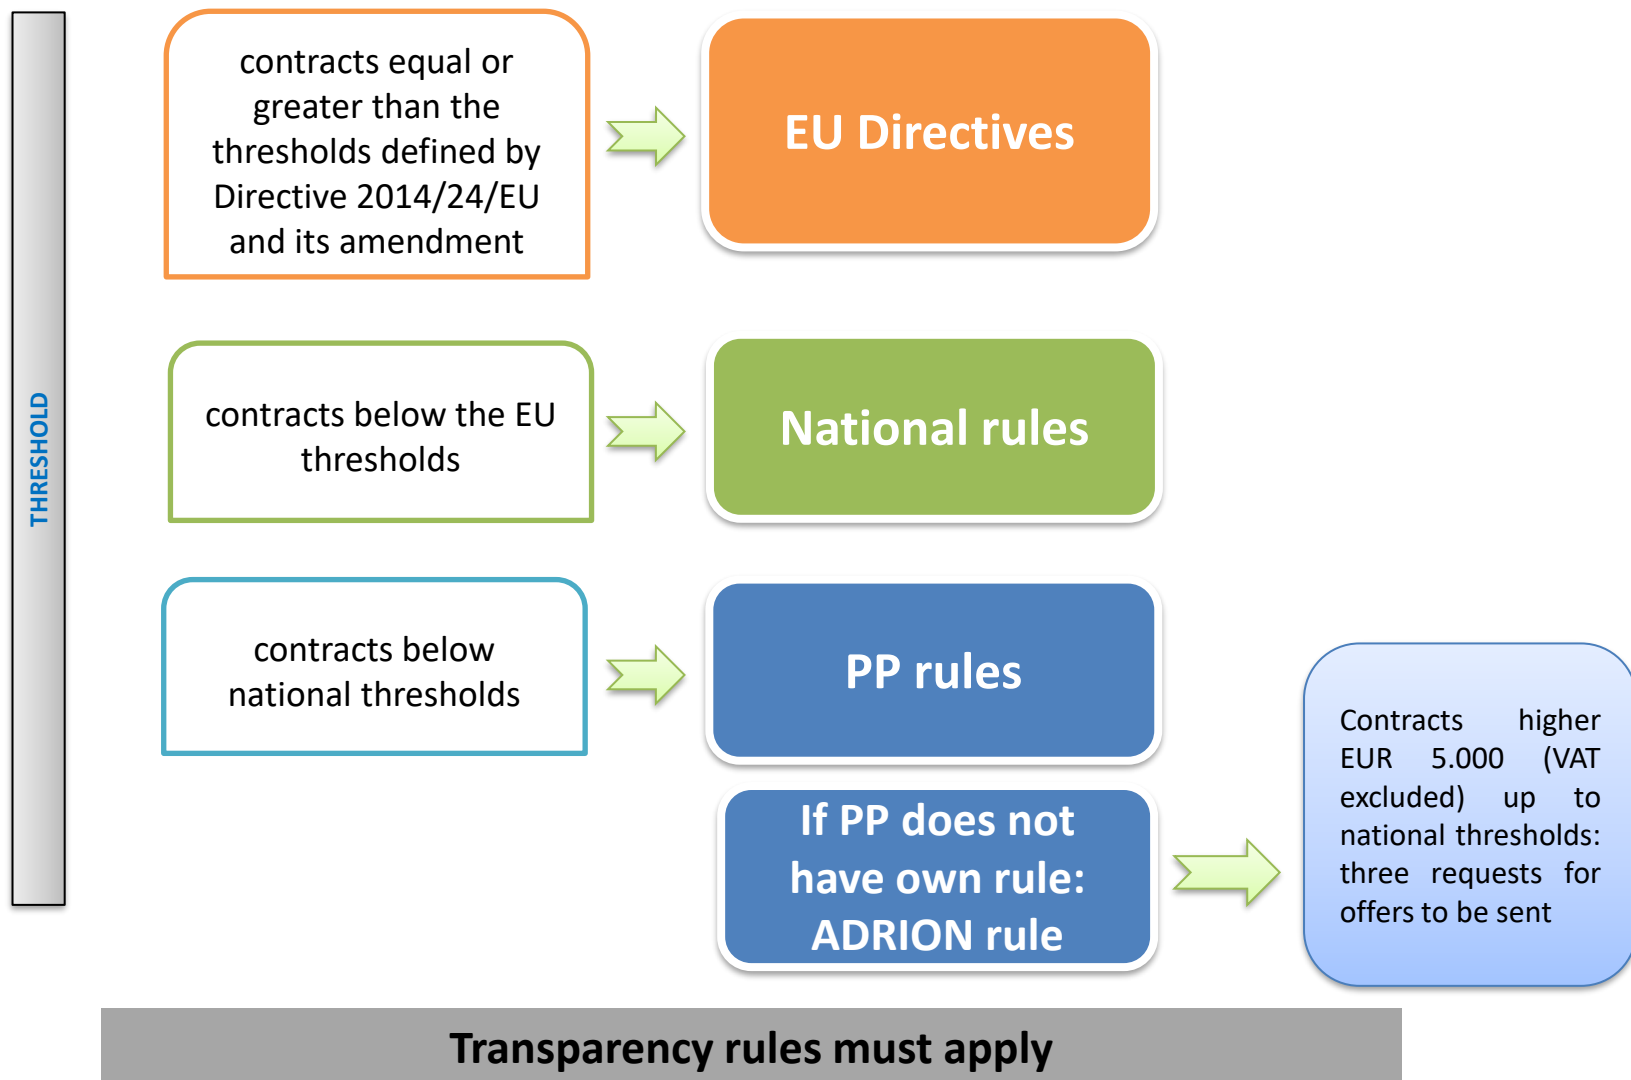 THRESHOLD
contracts equal or
greater than the
thresholds defined by
Directive 2014/24/EU
and its amendment
EU Directives
contracts below the EU
thresholds
National rules
contracts below
national thresholds
PP rules
If PP does not
have own rule:
ADRION rule
Contracts higher
EUR 5.000 (VAT
excluded) up to
national thresholds:
three requests for
offers to be sent
Transparency rules must apply